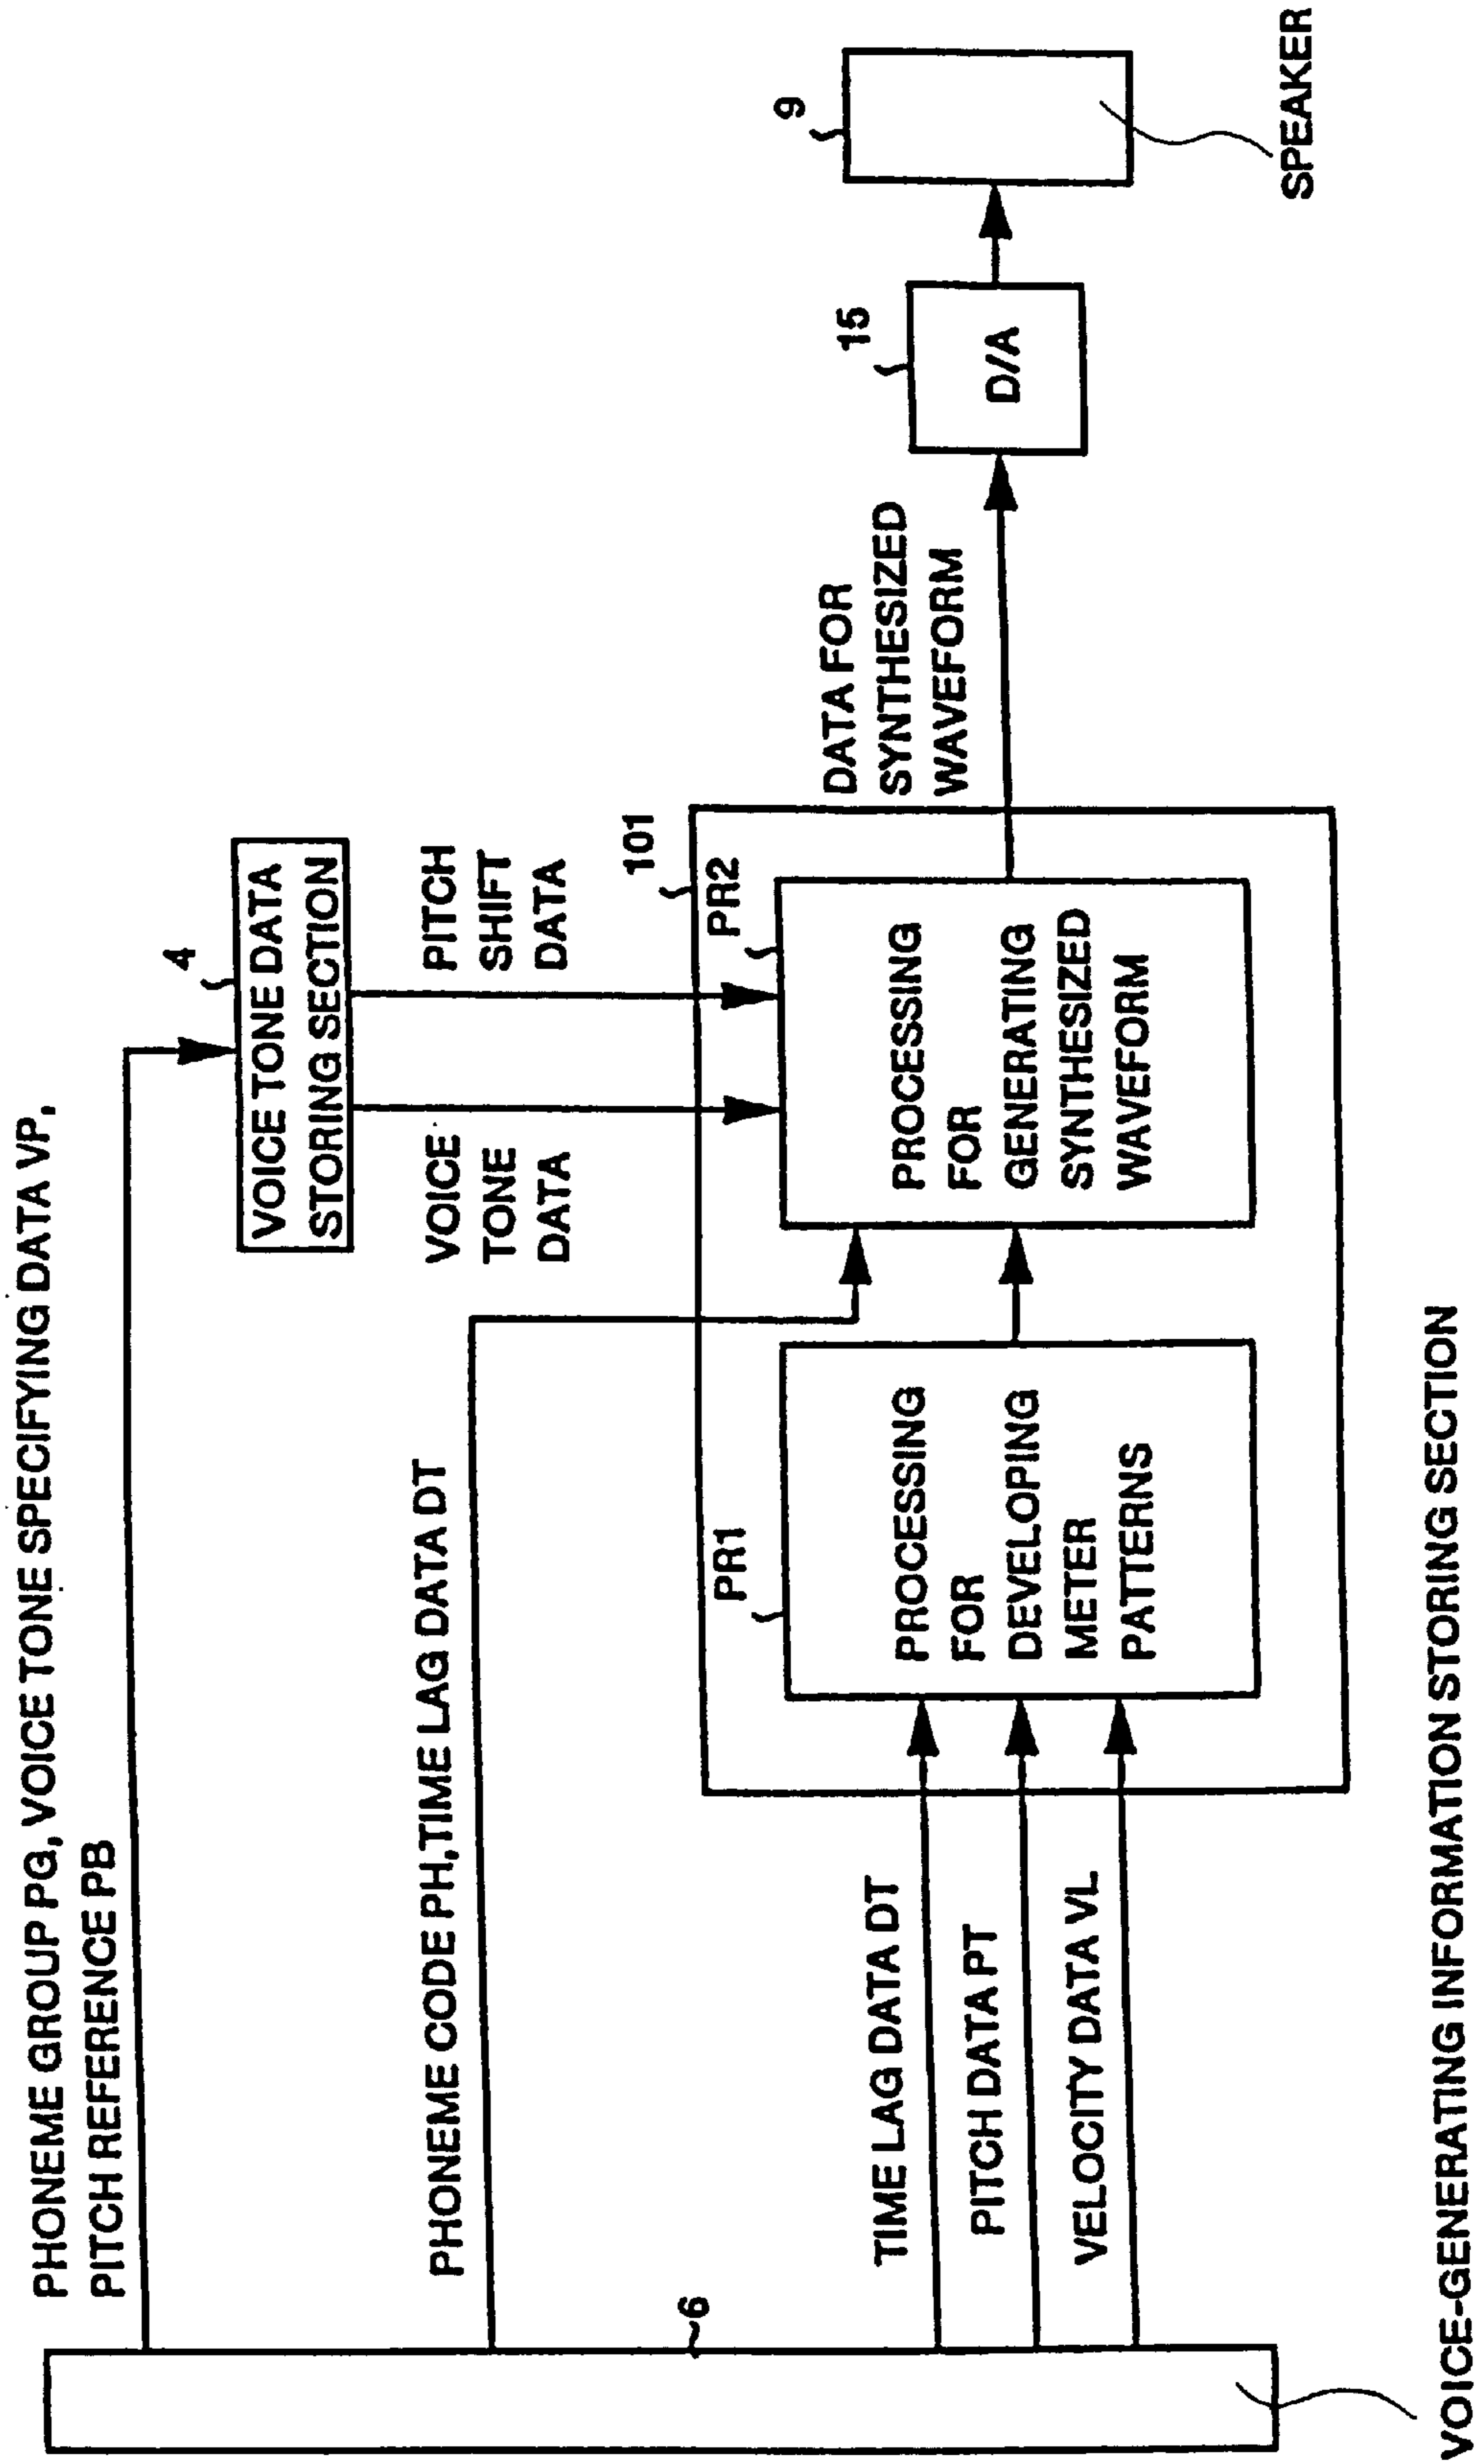 PHONEME GROUP PG, VOICE TONE SPECIFYING DATA VP,
PITCH REFERENCE PB
4
VOICE TONE DATA
STORING SECTION
PHONEME CODE PH,TIME LAG DATA DT
VOICE
TONE
DATA
PITCH
SHIFT
DATA
101
6
TIME LAG DATA DT
PITCH DATA PT
VELOCITY DATA VL
PR1
PROCESSING
FOR
DEVELOPING
METER
PATTERNS
PR2
PROCESSING
FOR
GENERATING
SYNTHESIZED
WAVEFORM
DATA FOR
SYNTHESIZED
WAVEFORM
15
D/A
9
SPEAKER
VOICE-GENERATING INFORMATION STORING SECTION